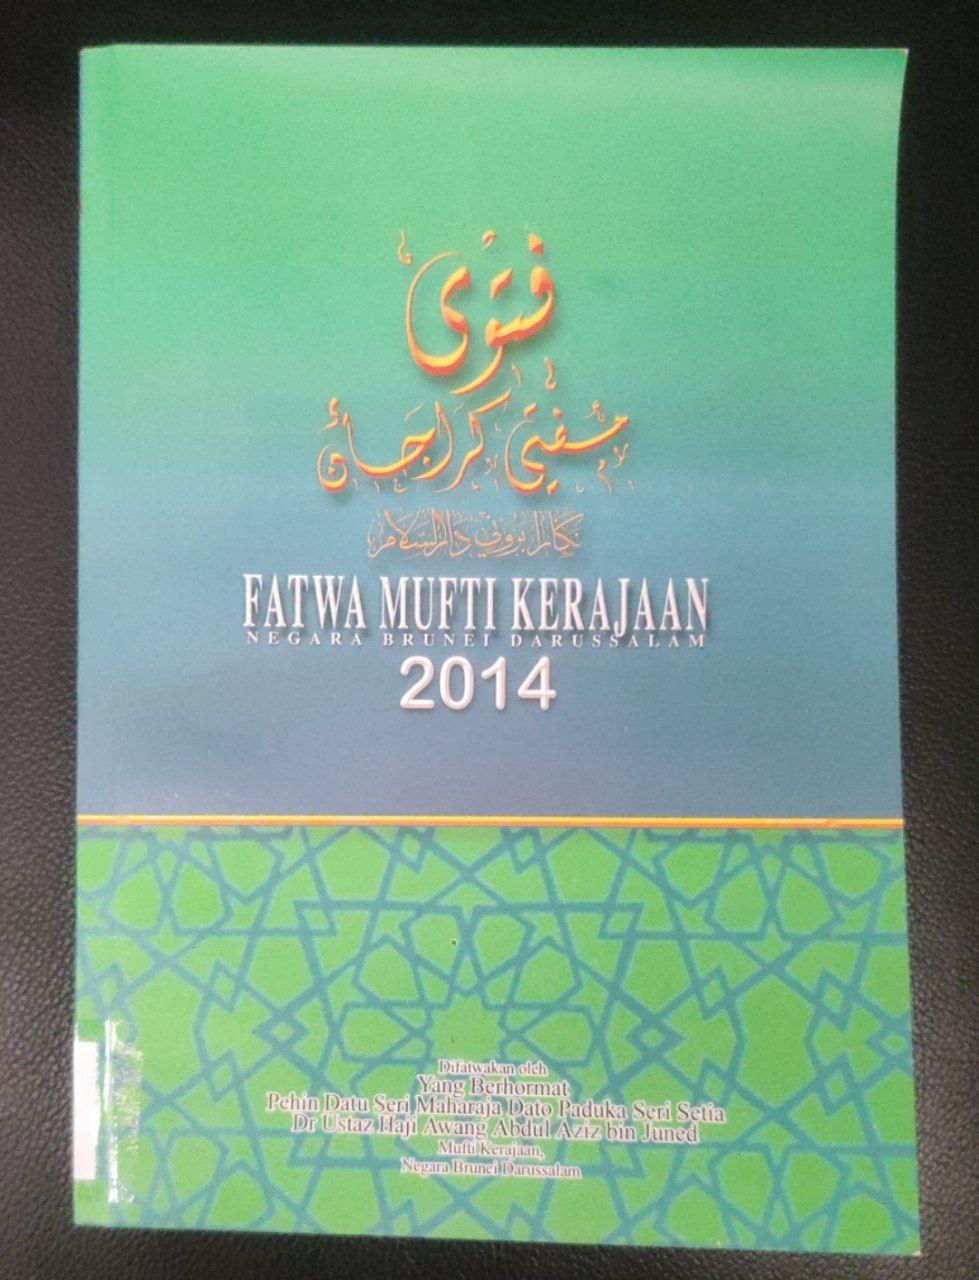 فتوى
مفتي كراجاءن
نݢارا بروني دارالسلام
FATWA MUFTI KERAJAAN
NEGARA BRUNEI DARUSSALAM
2014
Difatwakan oleh
Yang Berhormat
Pehin Datu Seri Maharaja Dato Paduka Seri Setia
Dr Ustaz Haji Awang Abdul Aziz bin Juned
Mufti Kerajaan,
Negara Brunei Darussalam